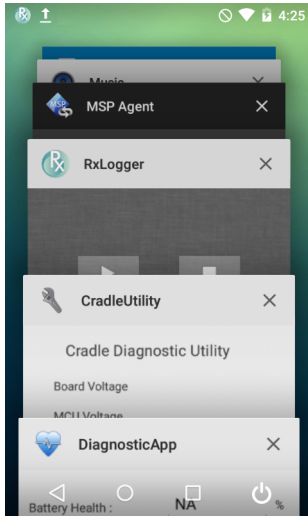 4:25
Music
MSP Agent
RxLogger
CradleUtility
Cradle Diagnostic Utility
Board Voltage
MCU Voltage
DiagnosticApp
Battery Health : NA %